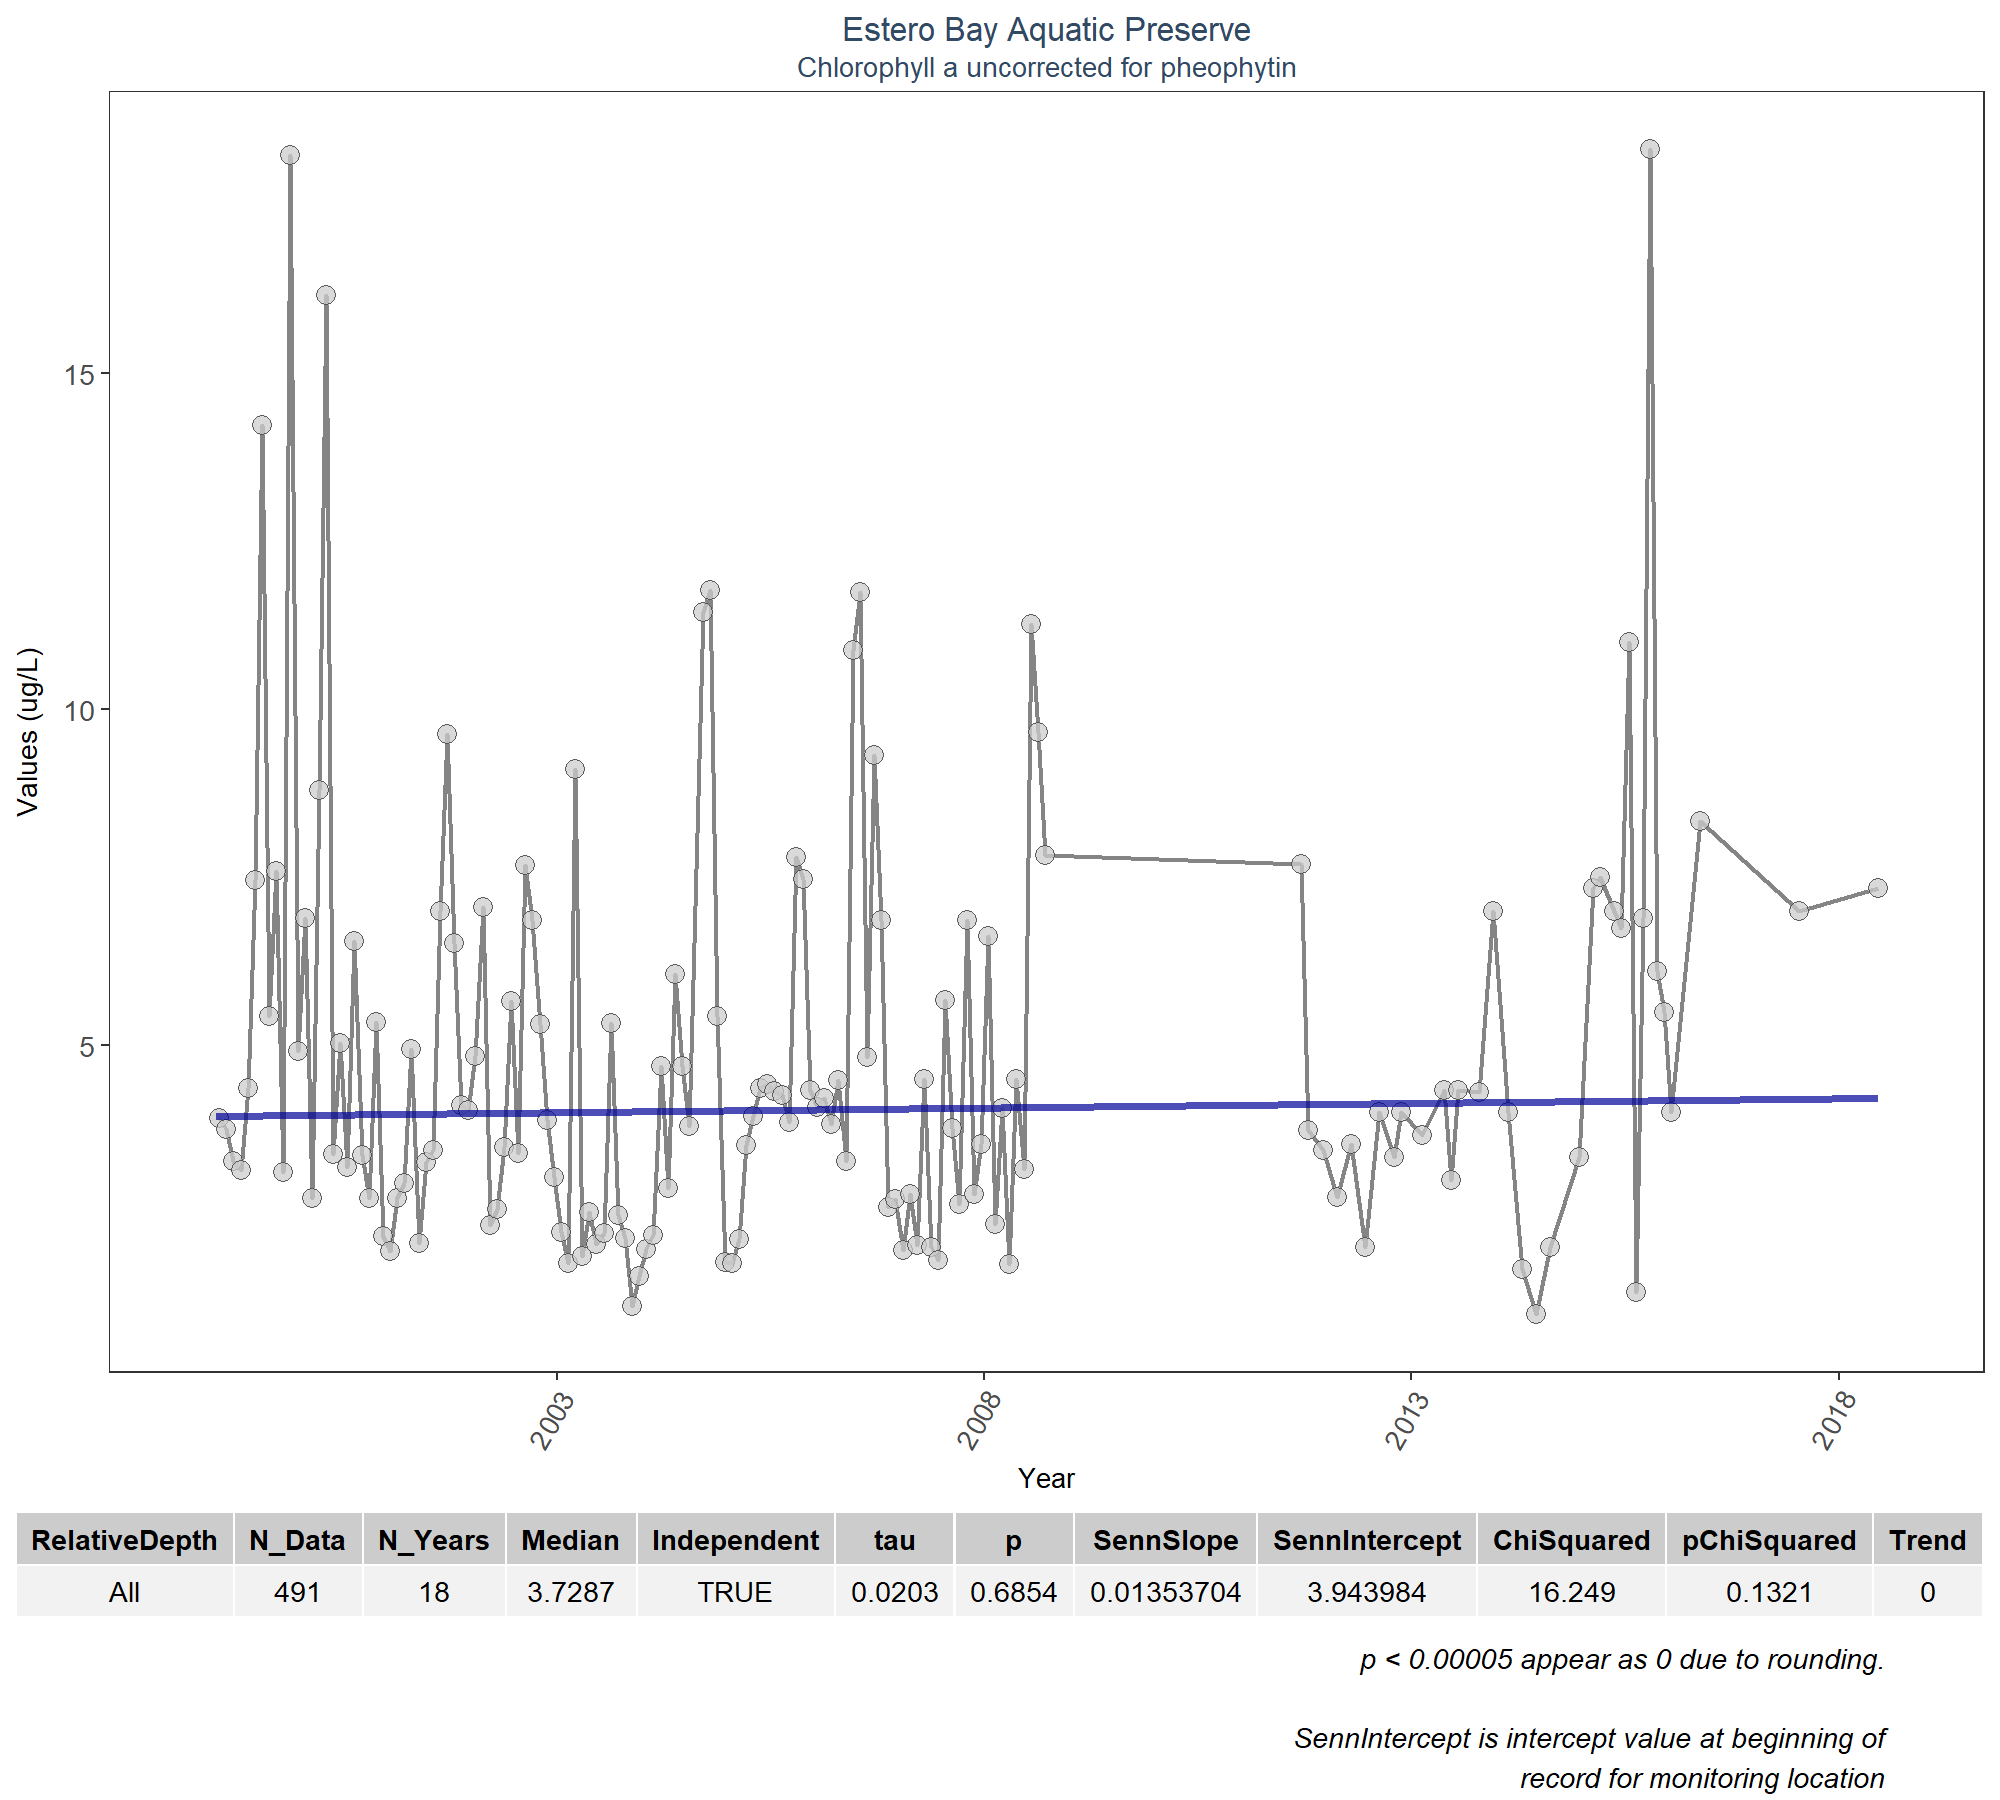 Estero Bay Aquatic Preserve
Chlorophyll a uncorrected for pheophytin
15
10
5
Values (ug/L)
2003 2008 2013 2018
Year
RelativeDepth N_Data N_Years Median Independent tau p SennSlope SennIntercept ChiSquared pChiSquared Trend
All 491 18 3.7287 TRUE 0.0203 0.6854 0.01353704 3.943984 16.249 0.1321 0
p < 0.00005 appear as 0 due to rounding.
SennIntercept is intercept value at beginning of
record for monitoring location